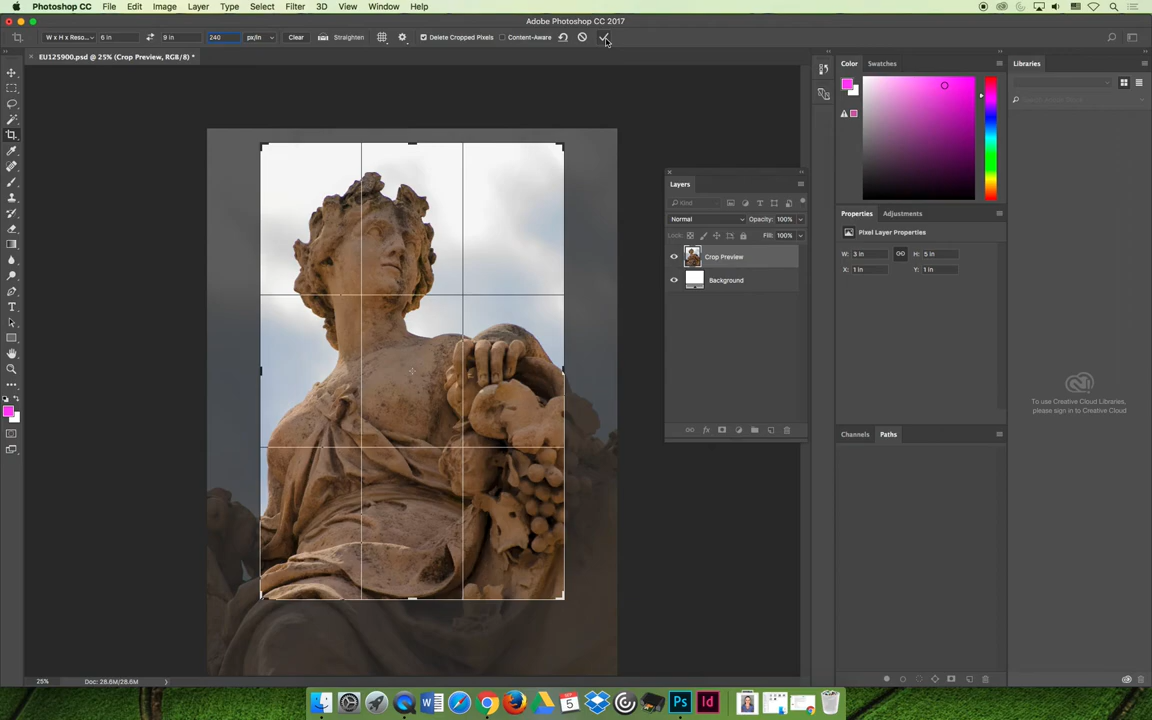 Photoshop CC File Edit Image Layer Type Select Filter 3D View Window Help
Adobe Photoshop CC 2017
W x H x Reso... 6 in 9 in 240 px/in Clear Straighten Delete Cropped Pixels Content-Aware
EU125900.psd @ 25% (Crop Preview, RGB/8) *
Color Swatches
Libraries
Layers
Kind
Normal Opacity: 100%
Lock: Fill: 100%
Crop Preview
Background
Properties Adjustments
Pixel Layer Properties
W: 3 in H: 5 in
X: 1 in Y: 1 in
To use Creative Cloud Libraries,
please sign in to Creative Cloud
Channels Paths
25% Doc: 28.6M/28.6M
5
Ps Id